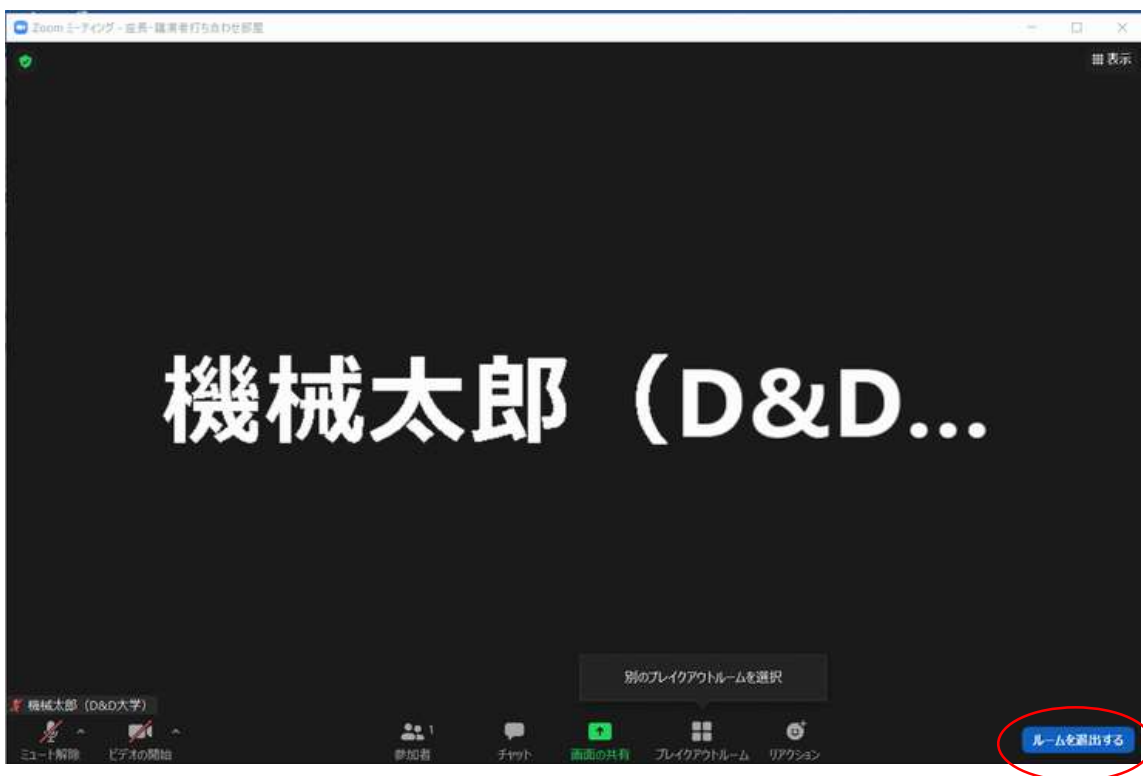 Zoom ミーティング - 座長・講演者打ち合わせ部屋
表示
機械太郎（D&D...
別のブレイクアウトルームを選択
機械太郎（D&D大学）
ミュート解除
ビデオの開始
参加者
1
チャット
画面の共有
ブレイクアウトルーム
リアクション
ルームを退出する